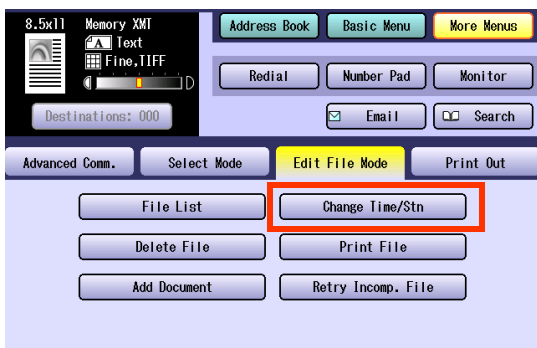 8.5x11 Memory XMT
A Text
Fine,TIFF
Destinations: 000
Address Book Basic Menu More Menus
Redial Number Pad Monitor
Email Search
Advanced Comm. Select Mode Edit File Mode Print Out
File List Change Time/Stn
Delete File Print File
Add Document Retry Incomp. File